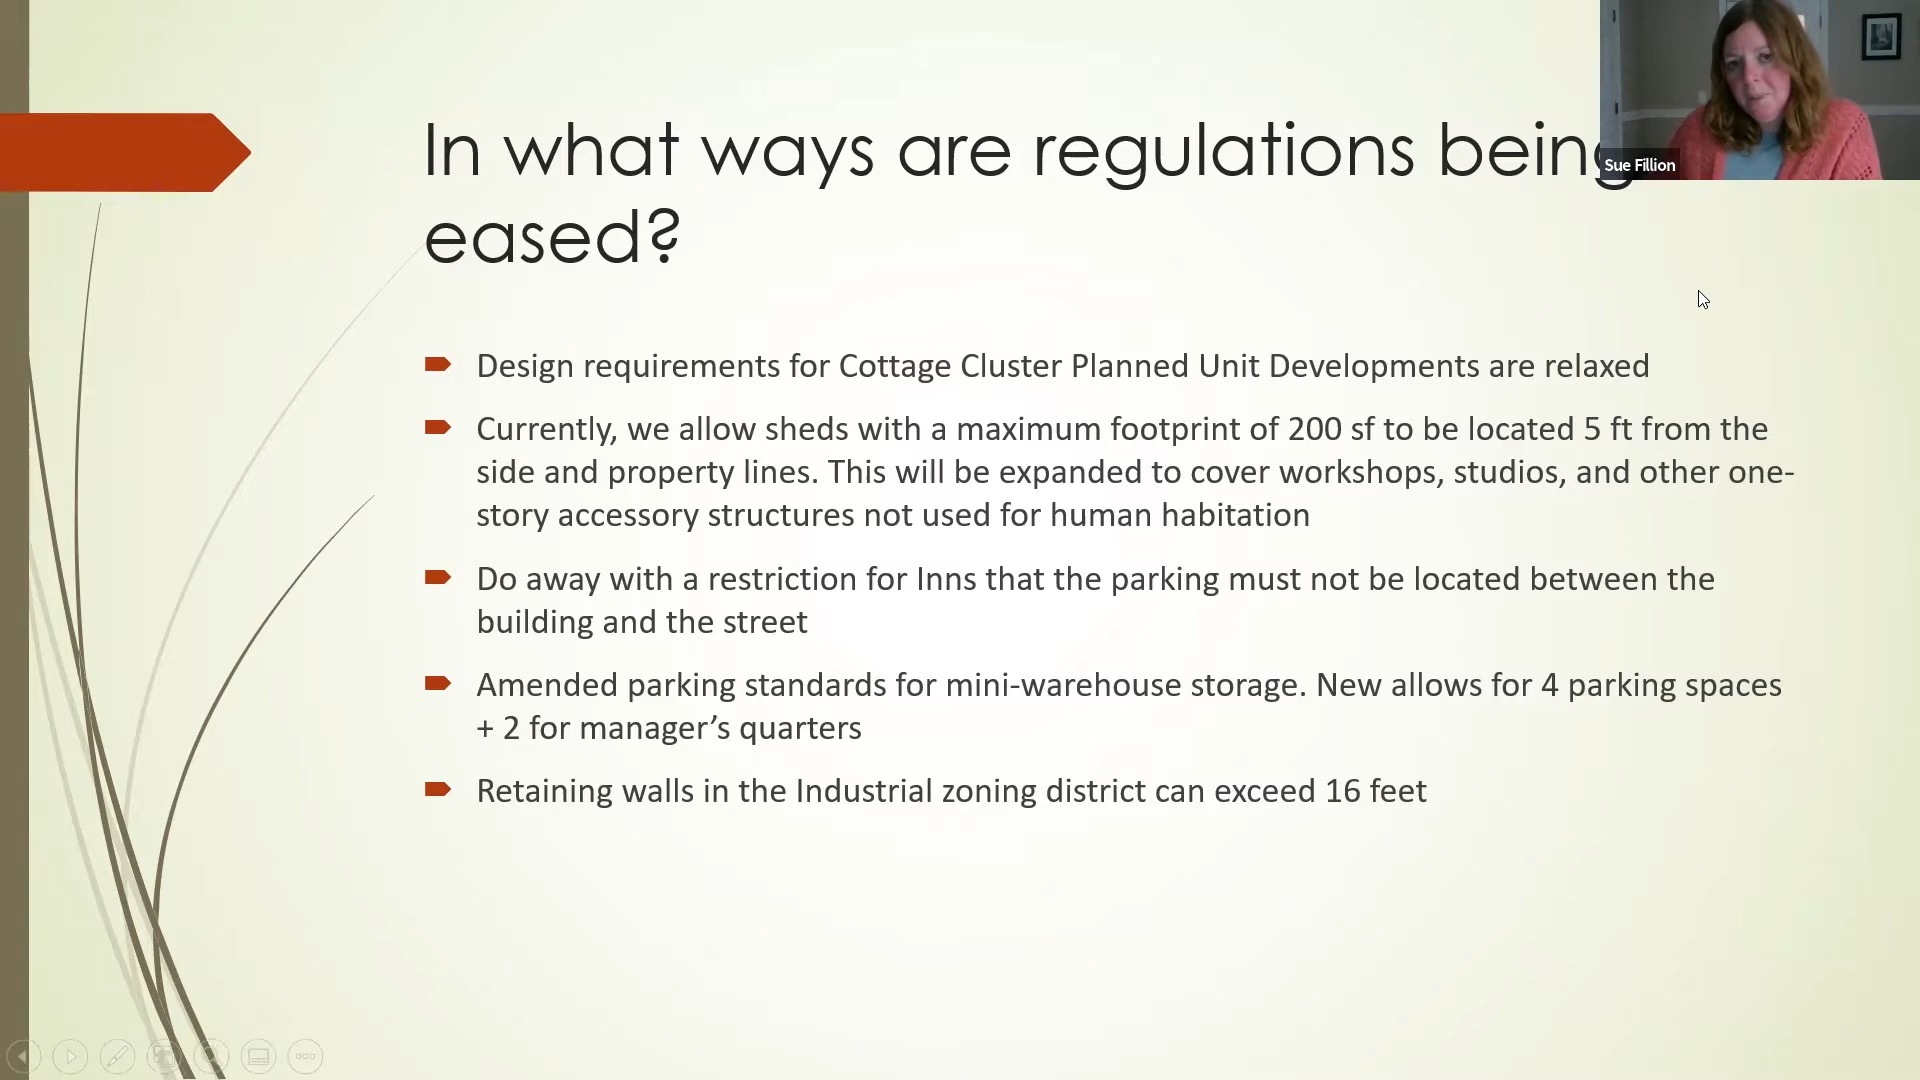 In what ways are regulations being
eased?
Sue Fillion
Design requirements for Cottage Cluster Planned Unit Developments are relaxed
Currently, we allow sheds with a maximum footprint of 200 sf to be located 5 ft from the
side and property lines. This will be expanded to cover workshops, studios, and other one-
story accessory structures not used for human habitation
Do away with a restriction for Inns that the parking must not be located between the
building and the street
Amended parking standards for mini-warehouse storage. New allows for 4 parking spaces
+ 2 for manager’s quarters
Retaining walls in the Industrial zoning district can exceed 16 feet